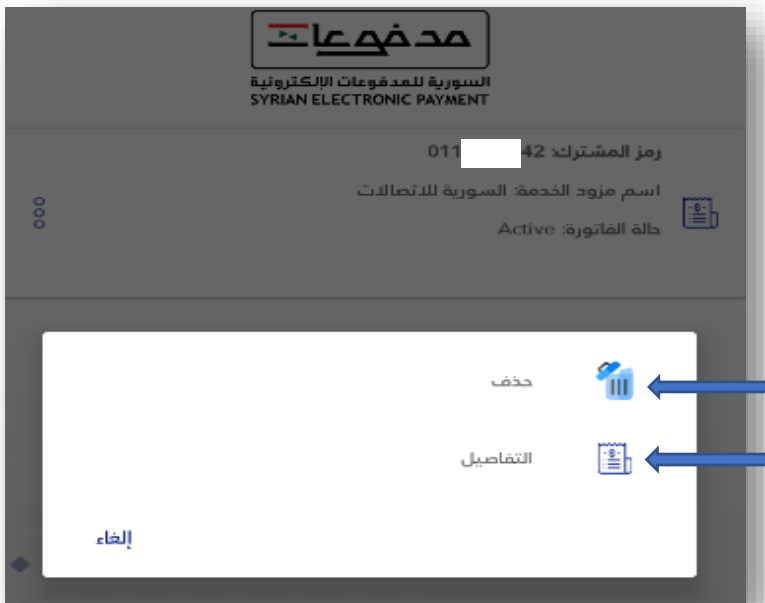 مدفوعات
السورية للمدفوعات الإلكترونية
SYRIAN ELECTRONIC PAYMENT
رمز المشترك: 011 42
اسم مزود الخدمة: السورية للاتصالات
حالة الفاتورة: Active
حذف
التفاصيل
إلغاء